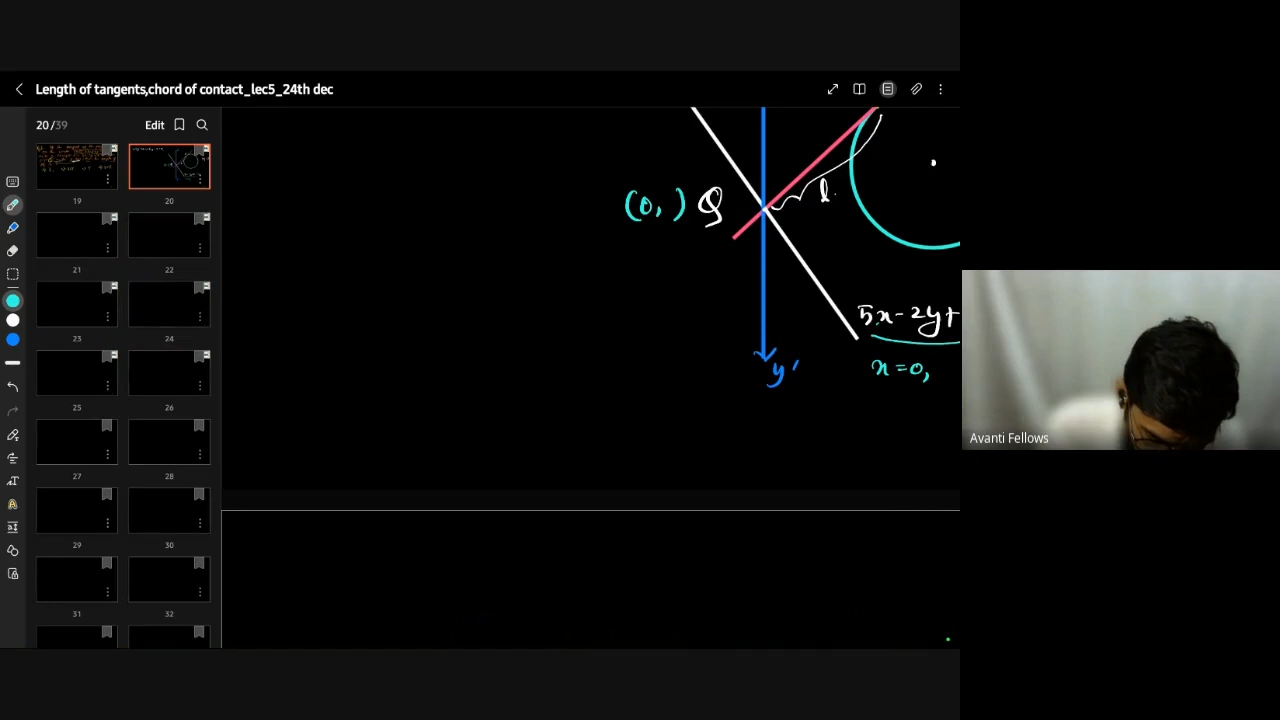 Length of tangents,chord of contact_lec5_24th dec
20/39
Edit
19
20
21
22
23
24
25
26
27
28
29
30
31
32
(0, ) Q
l.
5x-2y+
x=0,
y'
Avanti Fellows